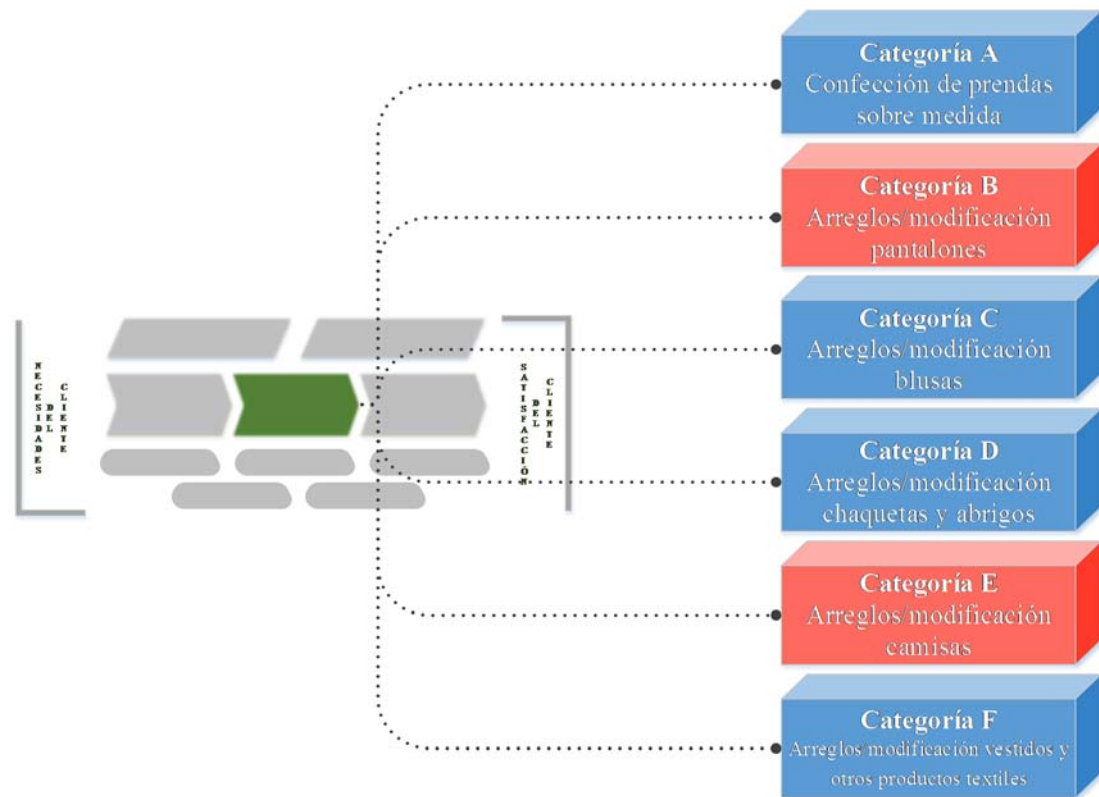 Categoría A
Confección de prendas
sobre medida
Categoría B
Arreglos/modificación
pantalones
Categoría C
Arreglos/modificación
blusas
NECESIDADES
DEL
CLIENTE
SATISFACCIÓN
DEL
CLIENTE
Categoría D
Arreglos/modificación
chaquetas y abrigos
Categoría E
Arreglos/modificación
camisas
Categoría F
Arreglos/modificación vestidos y
otros productos textiles